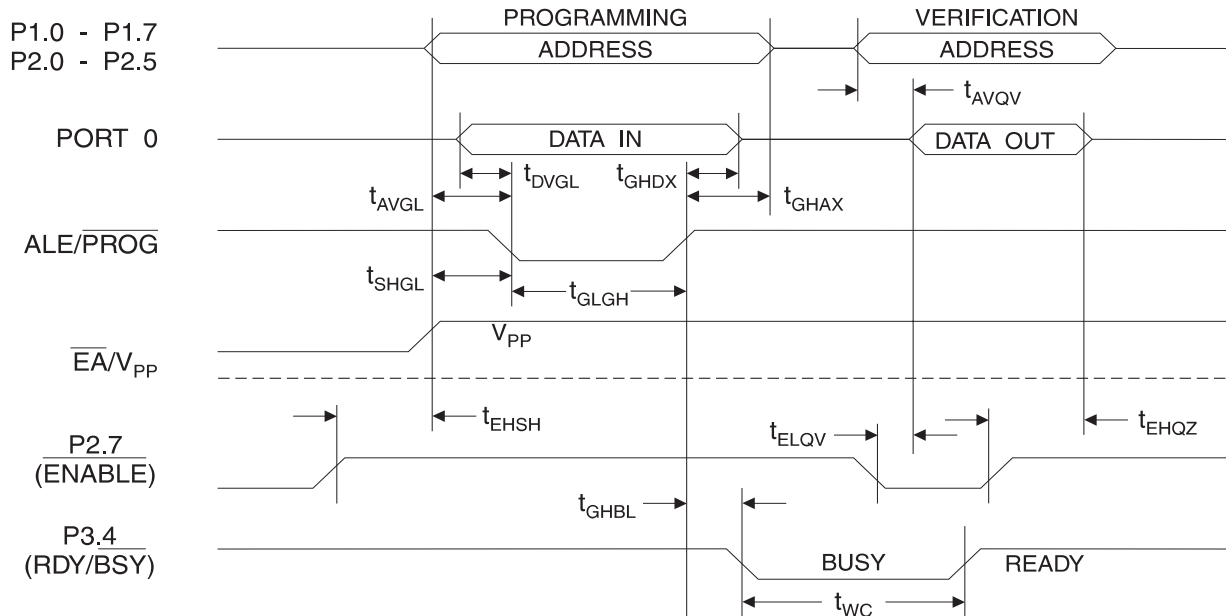 PROGRAMMING
VERIFICATION
P1.0 - P1.7
P2.0 - P2.5
ADDRESS
ADDRESS
tAVQV
PORT 0
DATA IN
DATA OUT
tDVGL
tGHDX
tAVGL
tGHAX
ALE/PROG
tSHGL
tGLGH
VPP
EA/VPP
tEHSH
tELQV
tEHQZ
P2.7
(ENABLE)
tGHBL
P3.4
(RDY/BSY)
BUSY
READY
tWC